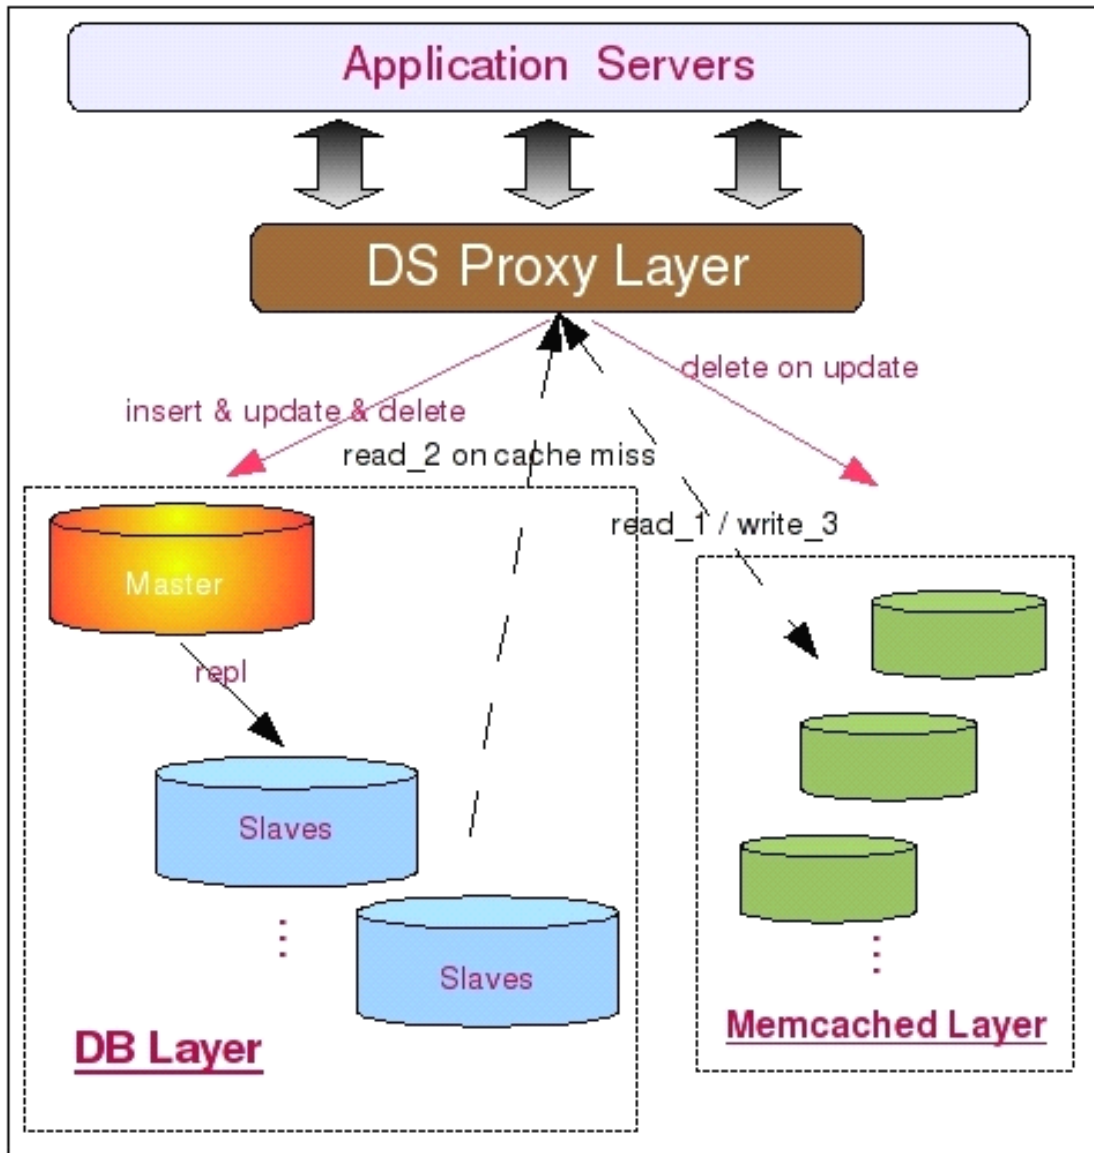 Application Servers
DS Proxy Layer
delete on update
insert & update & delete
read_2 on cache miss
read_1 / write_3
Master
repl
Slaves
Slaves
Memcached Layer
DB Layer